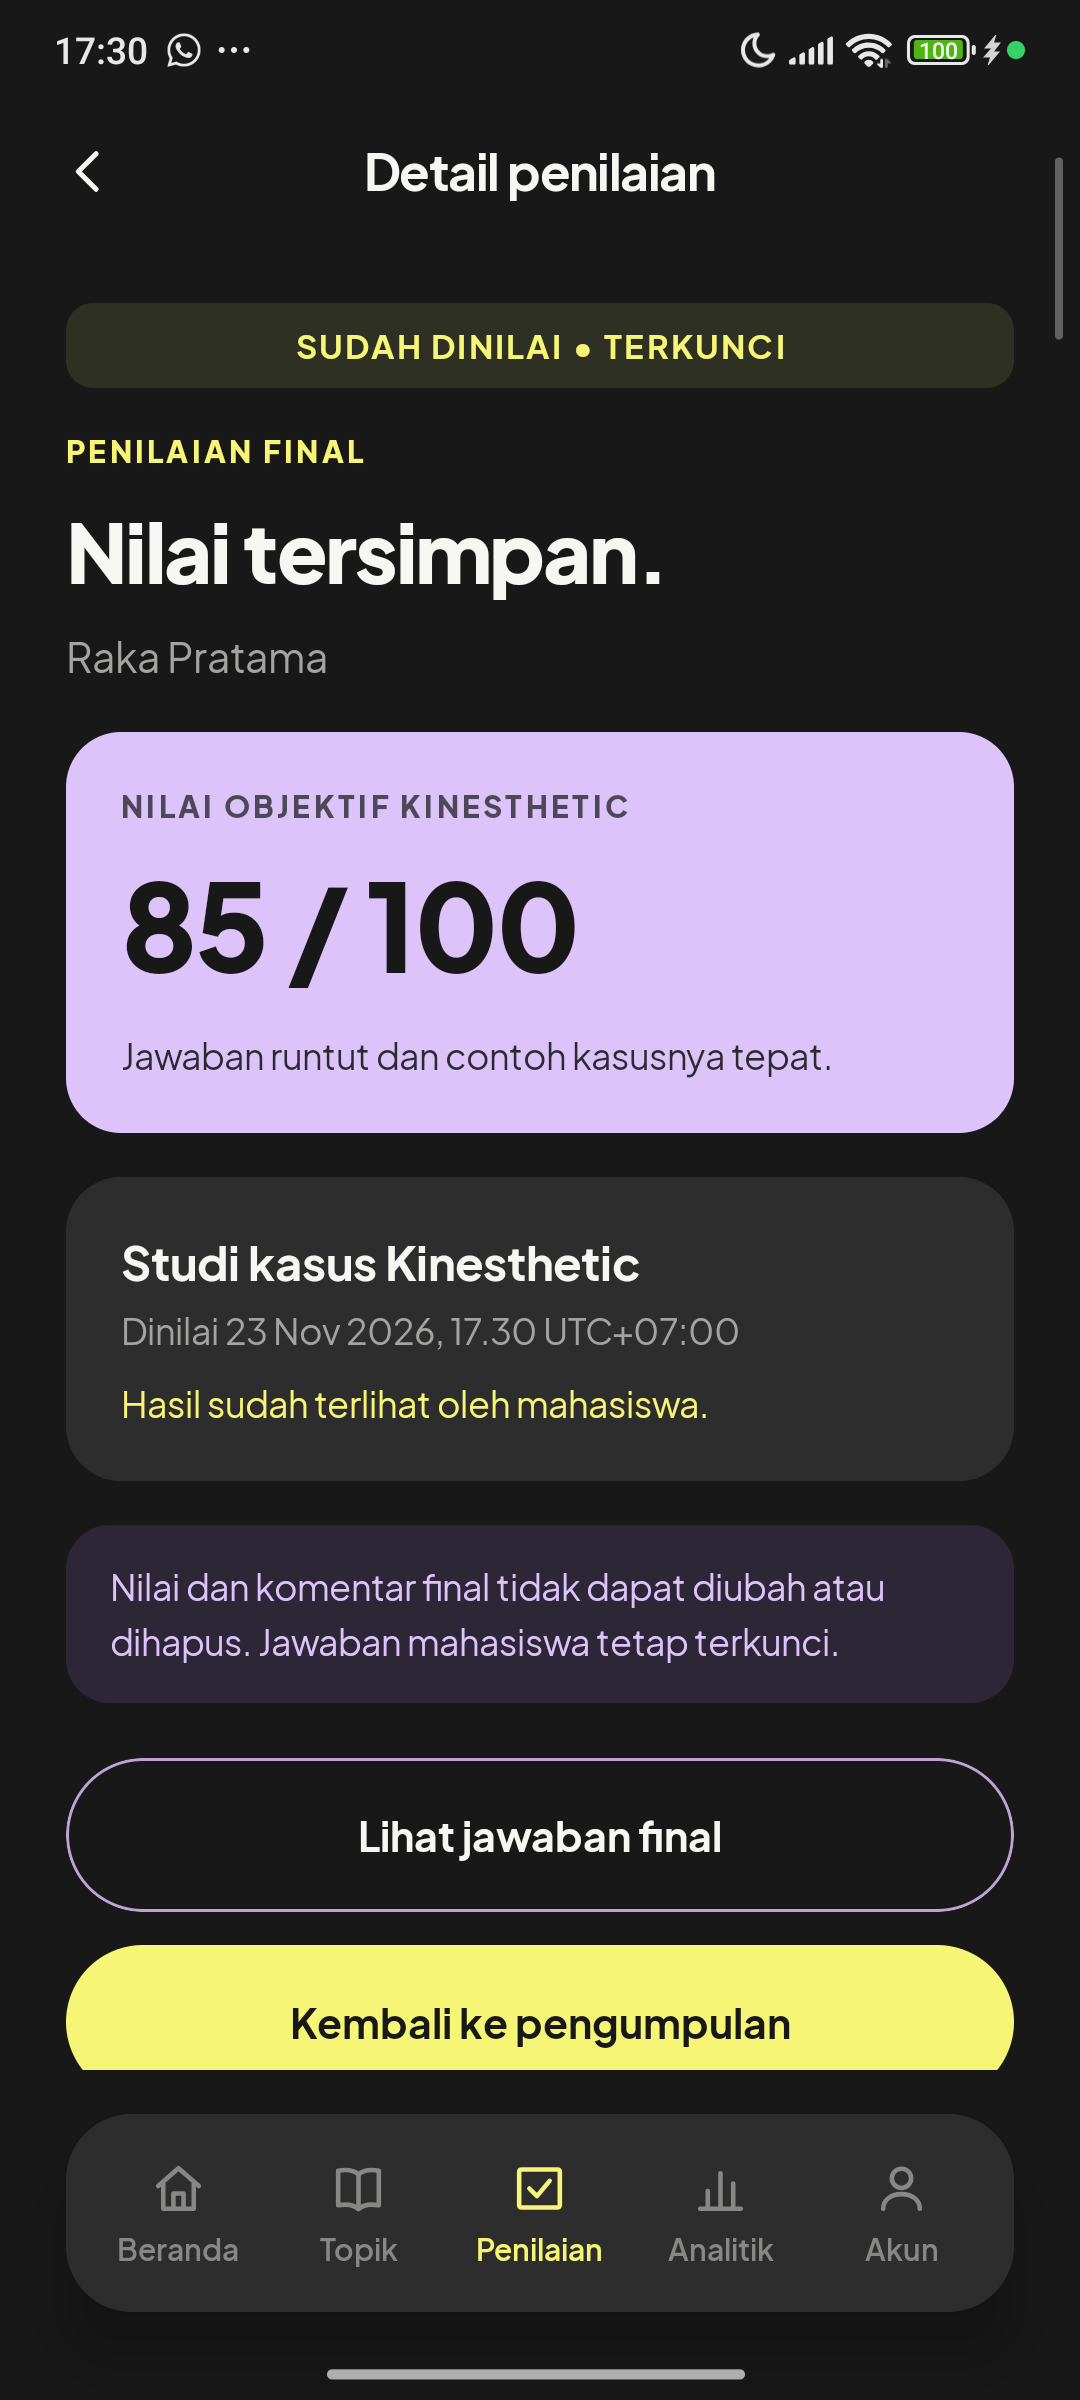 17:30
100
Detail penilaian
SUDAH DINILAI ● TERKUNCI
PENILAIAN FINAL
Nilai tersimpan.
Raka Pratama
NILAI OBJEKTIF KINESTHETIC
85 / 100
Jawaban runtut dan contoh kasusnya tepat.
Studi kasus Kinesthetic
Dinilai 23 Nov 2026, 17.30 UTC+07:00
Hasil sudah terlihat oleh mahasiswa.
Nilai dan komentar final tidak dapat diubah atau
dihapus. Jawaban mahasiswa tetap terkunci.
Lihat jawaban final
Kembali ke pengumpulan
Beranda
Topik
Penilaian
Analitik
Akun